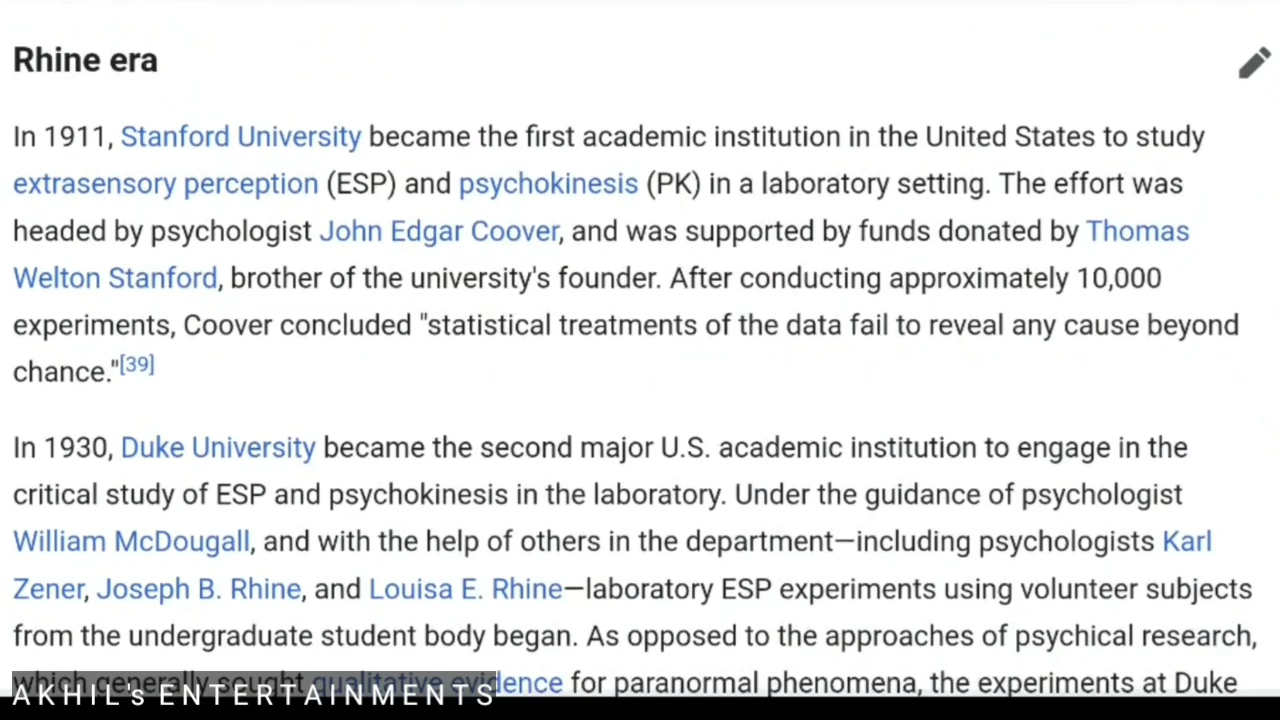 Rhine era
In 1911, Stanford University became the first academic institution in the United States to study
extrasensory perception (ESP) and psychokinesis (PK) in a laboratory setting. The effort was
headed by psychologist John Edgar Coover, and was supported by funds donated by Thomas
Welton Stanford, brother of the university's founder. After conducting approximately 10,000
experiments, Coover concluded "statistical treatments of the data fail to reveal any cause beyond
chance."[39]
In 1930, Duke University became the second major U.S. academic institution to engage in the
critical study of ESP and psychokinesis in the laboratory. Under the guidance of psychologist
William McDougall, and with the help of others in the department—including psychologists Karl
Zener, Joseph B. Rhine, and Louisa E. Rhine—laboratory ESP experiments using volunteer subjects
from the undergraduate student body began. As opposed to the approaches of psychical research,
which generally sought qualitative evidence for paranormal phenomena, the experiments at Duke
AKHIL's ENTERTAINMENTS